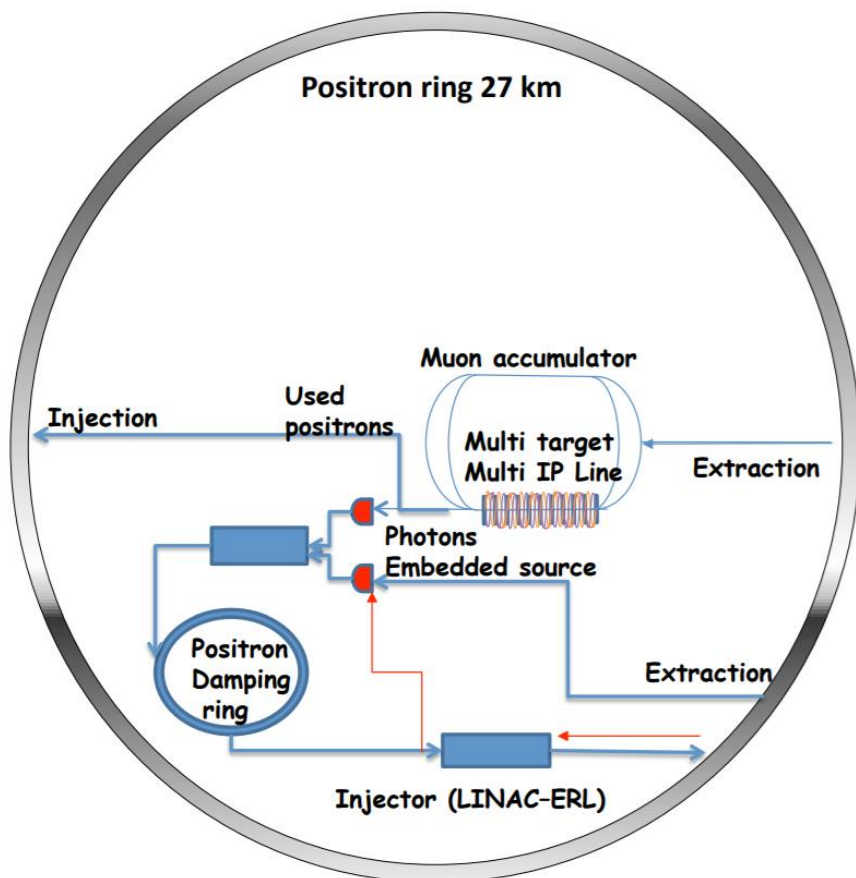 Positron ring 27 km
Muon accumulator
Injection
Used
positrons
Multi target
Multi IP Line
Extraction
Photons
Embedded source
Positron
Damping
ring
Extraction
Injector (LINAC-ERL)